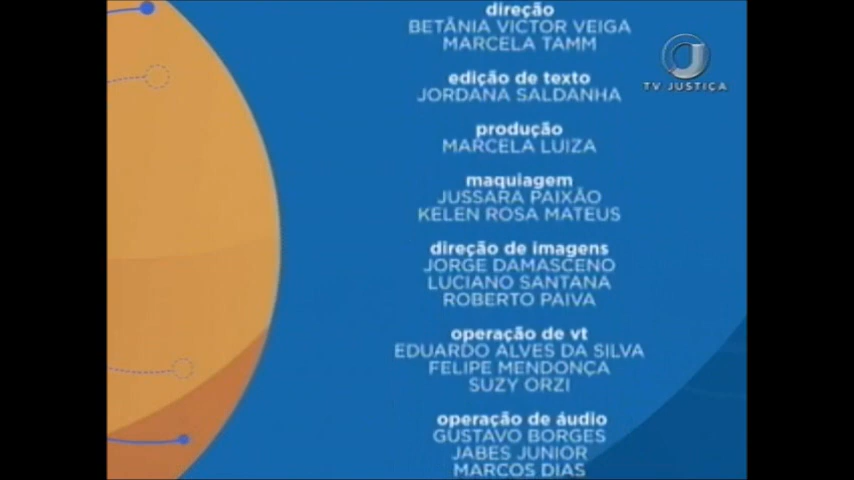 direção
BETÂNIA VICTOR VEIGA
MARCELA TAMM
TV JUSTIÇA
edição de texto
JORDANA SALDANHA
produção
MARCELA LUIZA
maquiagem
JUSSARA PAIXÃO
KELEN ROSA MATEUS
direção de imagens
JORGE DAMASCENO
LUCIANO SANTANA
ROBERTO PAIVA
operação de vt
EDUARDO ALVES DA SILVA
FELIPE MENDONÇA
SUZY ORZI
operação de áudio
GUSTAVO BORGES
JABES JUNIOR
MARCOS DIAS